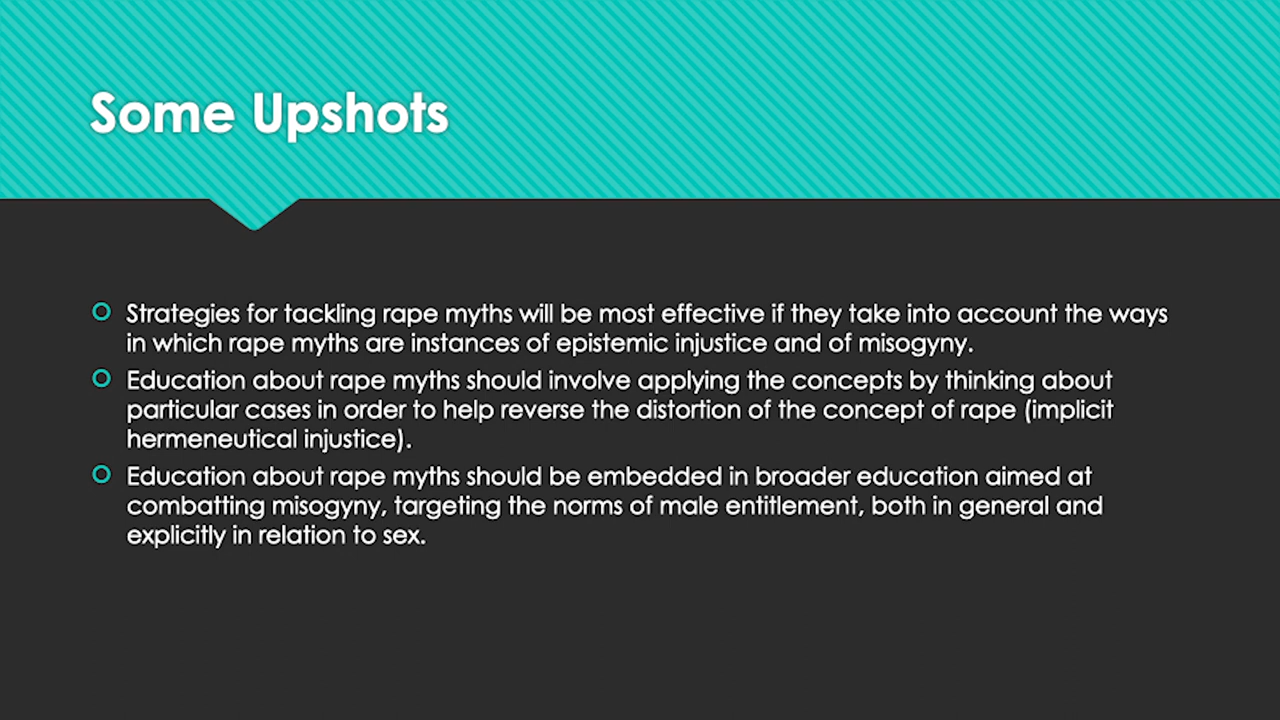 Some Upshots
Strategies for tackling rape myths will be most effective if they take into account the ways
in which rape myths are instances of epistemic injustice and of misogyny.
Education about rape myths should involve applying the concepts by thinking about
particular cases in order to help reverse the distortion of the concept of rape (implicit
hermeneutical injustice).
Education about rape myths should be embedded in broader education aimed at
combatting misogyny, targeting the norms of male entitlement, both in general and
explicitly in relation to sex.